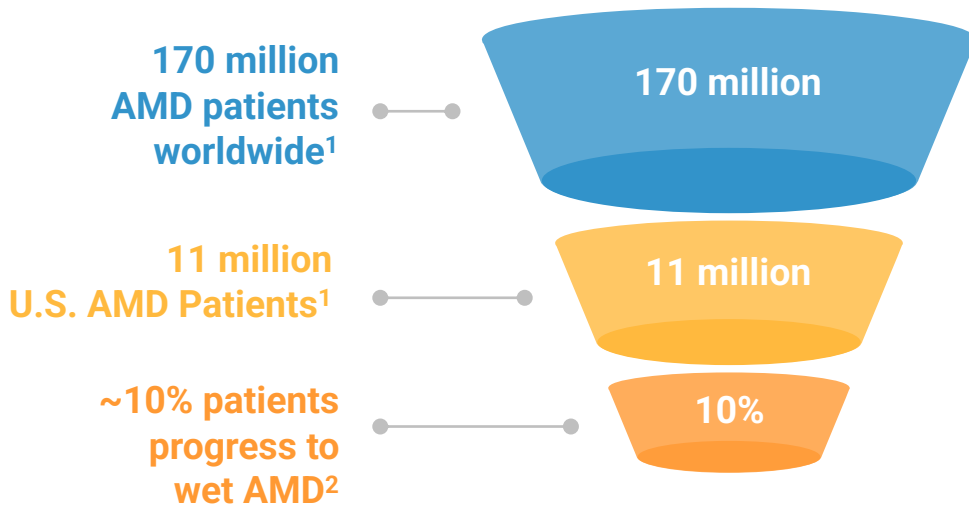 170 million
AMD patients
worldwide¹
170 million
11 million
U.S. AMD Patients¹
11 million
~10% patients
progress to
wet AMD²
10%